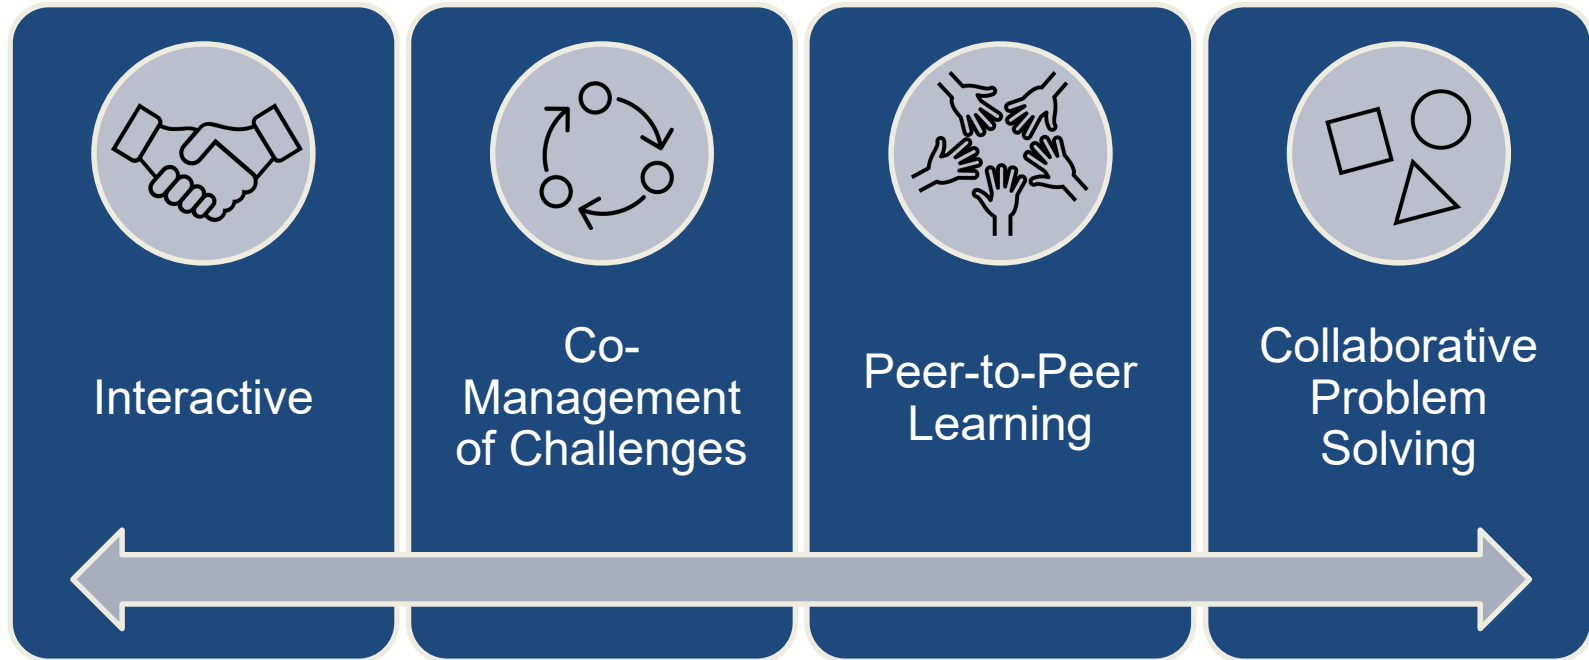 Interactive
Co-
Management
of Challenges
Peer-to-Peer
Learning
Collaborative
Problem
Solving